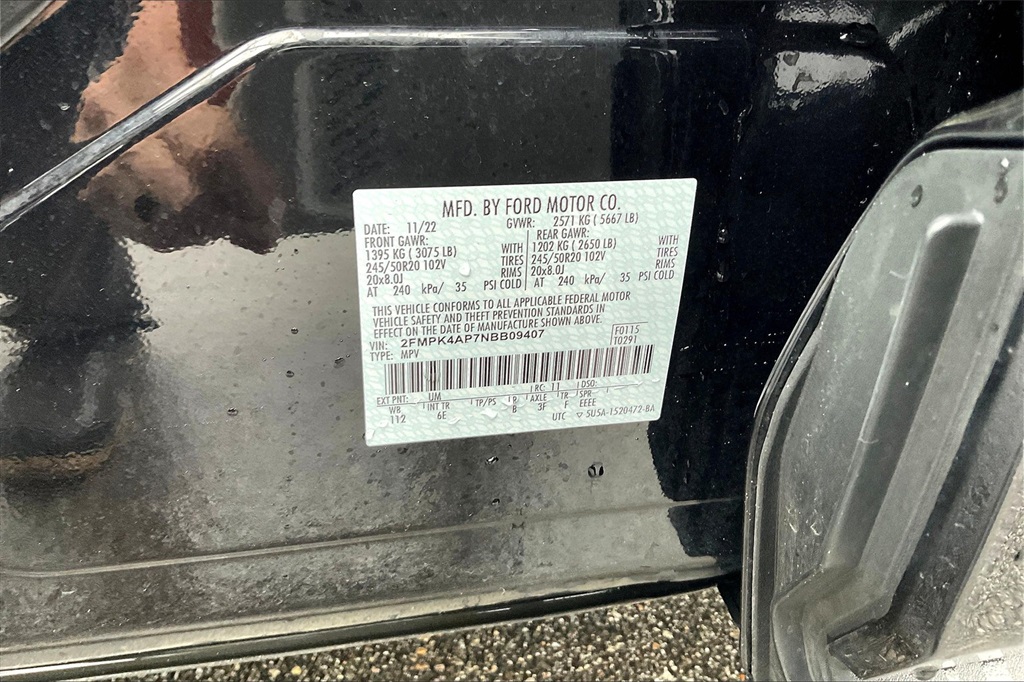 MFD. BY FORD MOTOR CO.
DATE: 11/22 GVWR: 2571 KG ( 5667 LB)
FRONT GAWR: REAR GAWR:
1395 KG ( 3075 LB) WITH 1202 KG ( 2650 LB) WITH
245/50R20 102V TIRES 245/50R20 102V TIRES
20x8.0J RIMS 20x8.0J RIMS
AT 240 kPa/ 35 PSI COLD AT 240 kPa/ 35 PSI COLD
THIS VEHICLE CONFORMS TO ALL APPLICABLE FEDERAL MOTOR
VEHICLE SAFETY AND THEFT PREVENTION STANDARDS IN
EFFECT ON THE DATE OF MANUFACTURE SHOWN ABOVE.
VIN: 2FMPK4AP7NBB09407 F0115
TYPE: MPV T0291
EXT PNT: UM RC: 11 DSO:
WB INT TR TP/PS R AXLE TR SPR
112 6E B 3F F EEEE
UTC ▽ 5U5A-1520472-BA